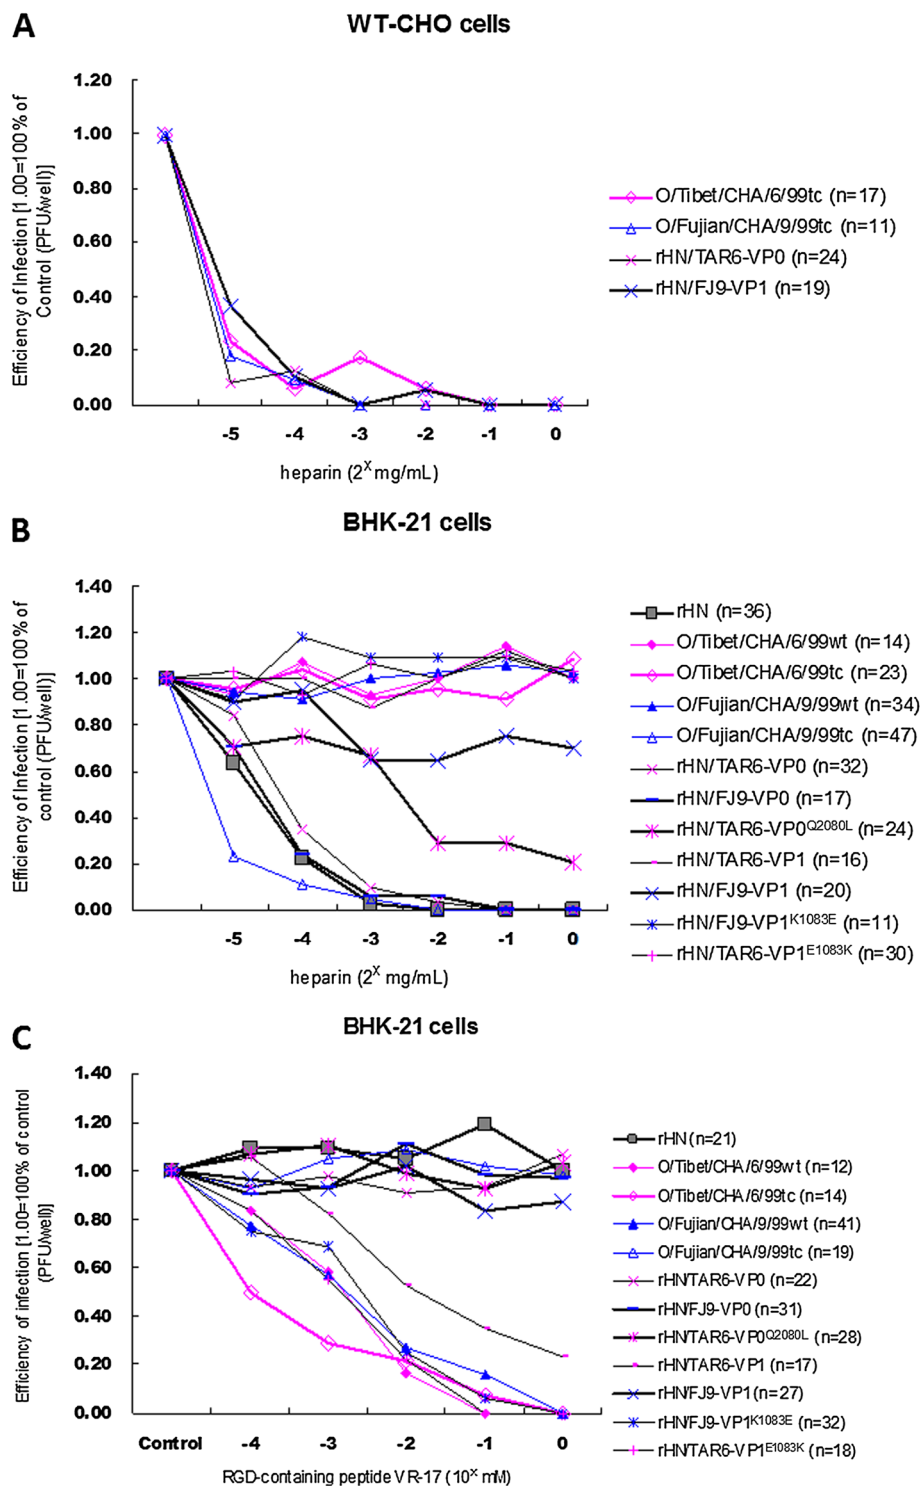 A
WT-CHO cells
Efficiency of Infection [1.00=100% of
Control (PFU/well)]
1.20
1.00
0.80
0.60
0.40
0.20
0.00
-5 -4 -3 -2 -1 0
heparin (2^X mg/mL)
O/Tibet/CHA/6/99tc (n=17)
O/Fujian/CHA/9/99tc (n=11)
rHN/TAR6-VP0 (n=24)
rHN/FJ9-VP1 (n=19)
B
BHK-21 cells
Efficiency of Infection [1.00=100% of
control (PFU/well)]
1.40
1.20
1.00
0.80
0.60
0.40
0.20
0.00
-5 -4 -3 -2 -1 0
heparin (2^X mg/mL)
rHN (n=36)
O/Tibet/CHA/6/99wt (n=14)
O/Tibet/CHA/6/99tc (n=23)
O/Fujian/CHA/9/99wt (n=34)
O/Fujian/CHA/9/99tc (n=47)
rHN/TAR6-VP0 (n=32)
rHN/FJ9-VP0 (n=17)
rHN/TAR6-VP0^Q2080L (n=24)
rHN/TAR6-VP1 (n=16)
rHN/FJ9-VP1 (n=20)
rHN/FJ9-VP1^K1083E (n=11)
rHN/TAR6-VP1^E1083K (n=30)
C
BHK-21 cells
Efficiency of infection [1.00=100% of control
(PFU/well)]
1.40
1.20
1.00
0.80
0.60
0.40
0.20
0.00
Control -4 -3 -2 -1 0
RGD-containing peptide VR-17 (10^X mM)
rHN (n=21)
O/Tibet/CHA/6/99wt (n=12)
O/Tibet/CHA/6/99tc (n=14)
O/Fujian/CHA/9/99wt (n=41)
O/Fujian/CHA/9/99tc (n=19)
rHN/TAR6-VP0 (n=22)
rHN/FJ9-VP0 (n=31)
rHN/TAR6-VP0^Q2080L (n=28)
rHN/TAR6-VP1 (n=17)
rHN/FJ9-VP1 (n=27)
rHN/FJ9-VP1^K1083E (n=32)
rHN/TAR6-VP1^E1083K (n=18)